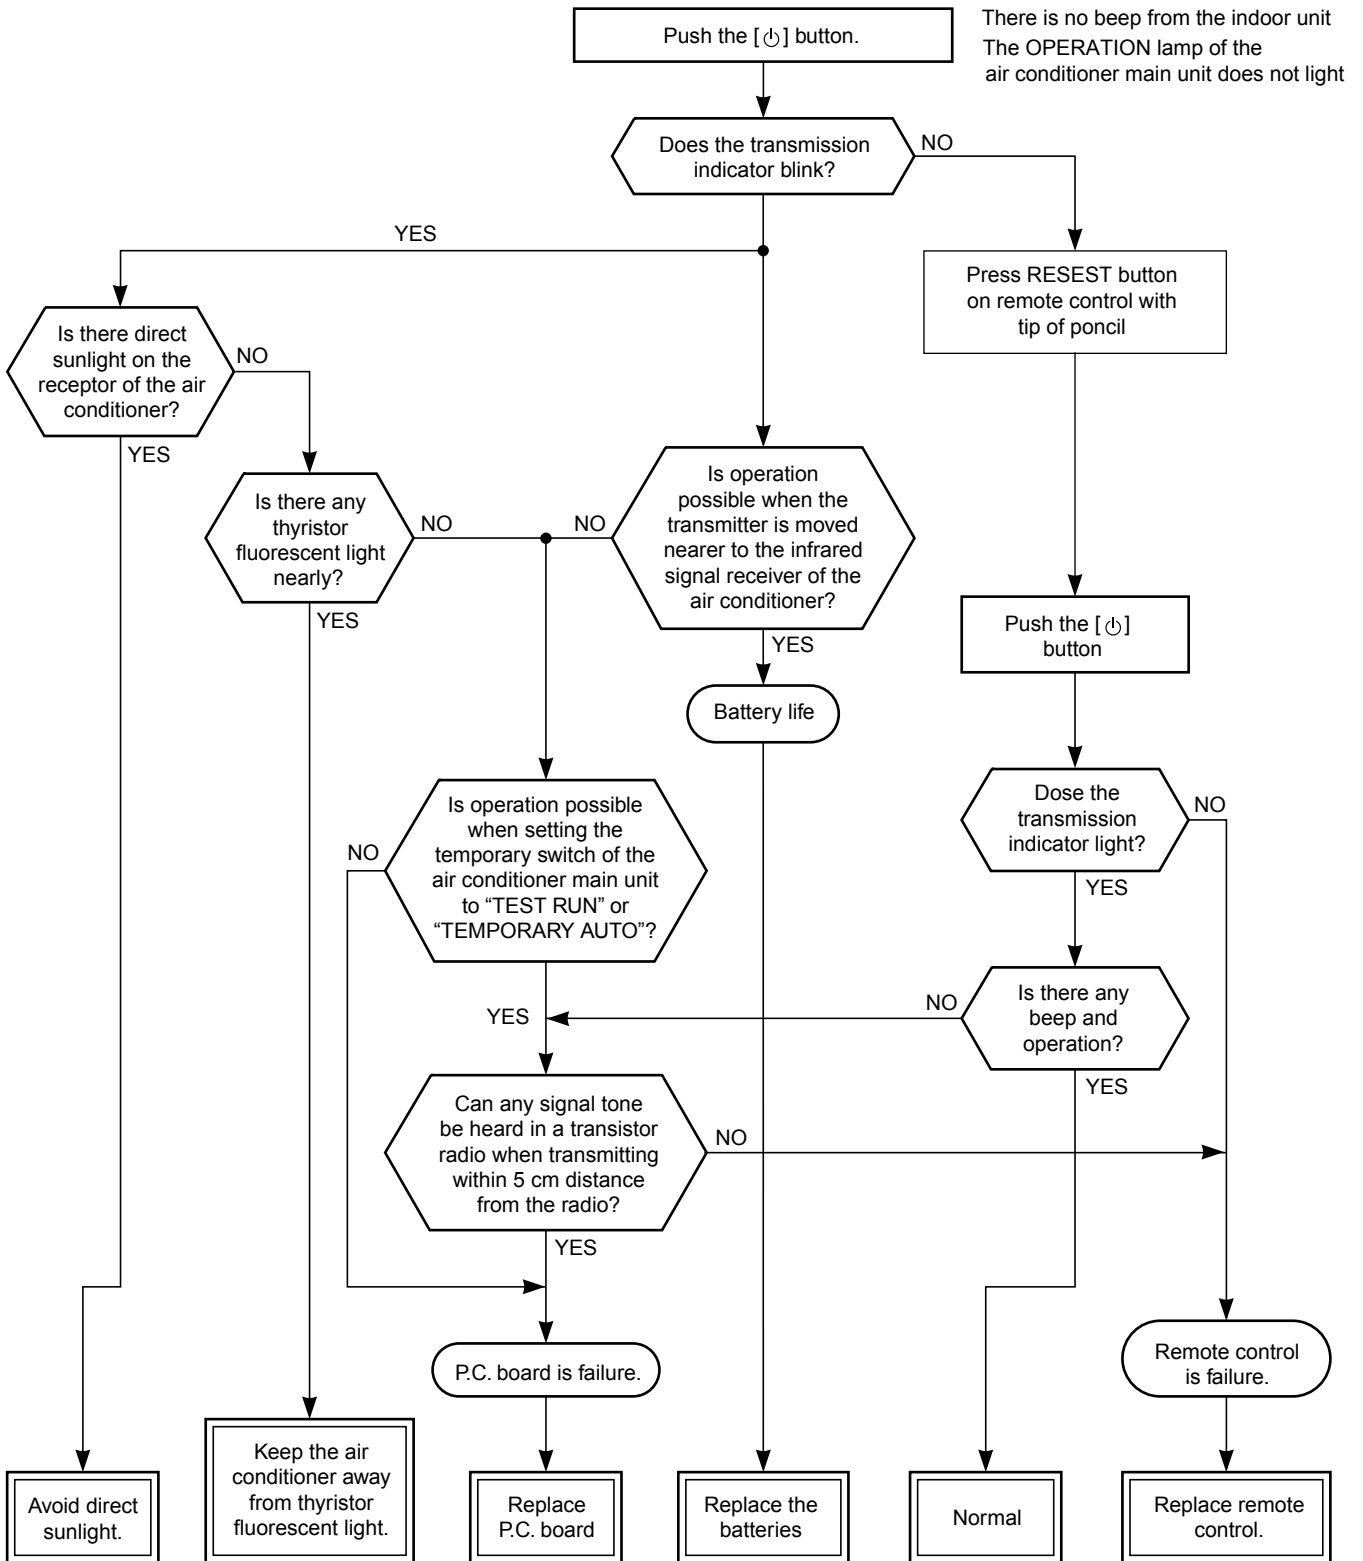 Push the [⏻] button.
There is no beep from the indoor unit
The OPERATION lamp of the
air conditioner main unit does not light
Does the transmission
indicator blink?
NO
YES
Press RESEST button
on remote control with
tip of poncil
Is there direct
sunlight on the
receptor of the air
conditioner?
NO
YES
Is there any
thyristor
fluorescent light
nearly?
NO
YES
Is operation
possible when the
transmitter is moved
nearer to the infrared
signal receiver of the
air conditioner?
NO
YES
Push the [⏻]
button
Battery life
Is operation possible
when setting the
temporary switch of the
air conditioner main unit
to “TEST RUN” or
“TEMPORARY AUTO”?
NO
YES
Dose the
transmission
indicator light?
NO
YES
Is there any
beep and
operation?
NO
YES
Can any signal tone
be heard in a transistor
radio when transmitting
within 5 cm distance
from the radio?
NO
YES
P.C. board is failure.
Remote control
is failure.
Avoid direct
sunlight.
Keep the air
conditioner away
from thyristor
fluorescent light.
Replace
P.C. board
Replace the
batteries
Normal
Replace remote
control.